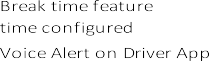 Break time feature
time configured
Voice Alert on Driver App